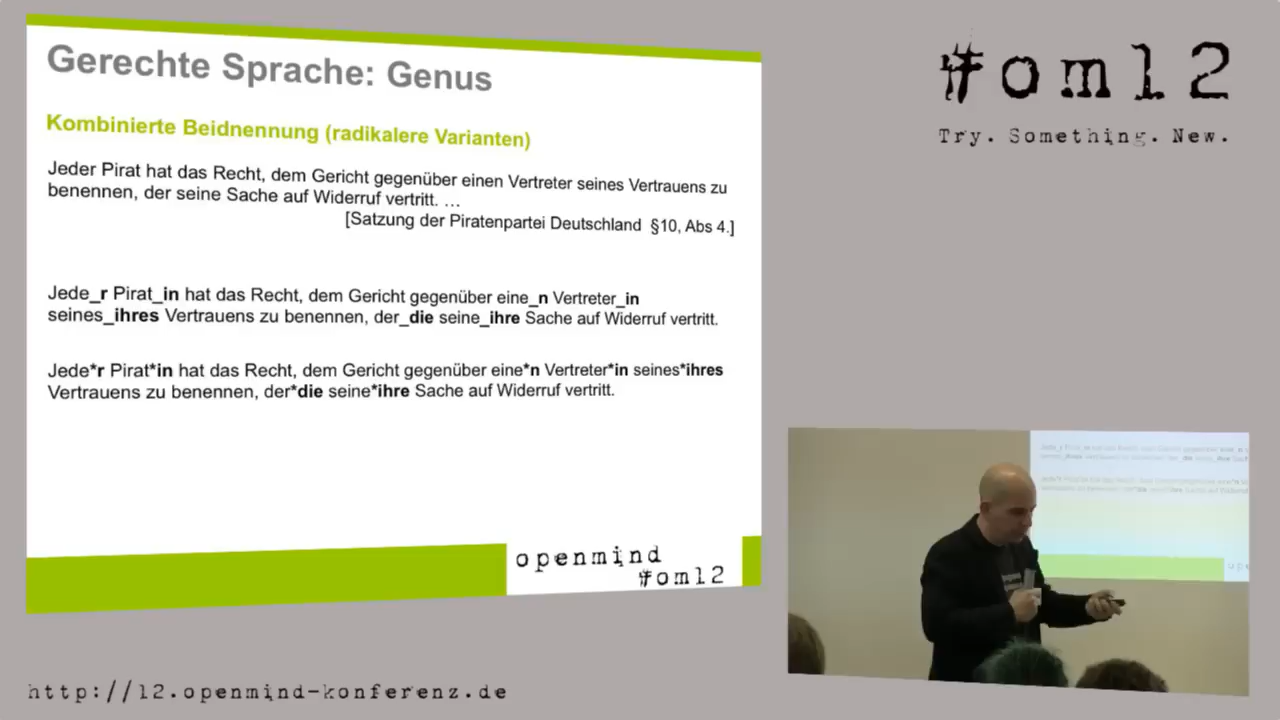 Gerechte Sprache: Genus
Kombinierte Beidnennung (radikalere Varianten)
Jeder Pirat hat das Recht, dem Gericht gegenüber einen Vertreter seines Vertrauens zu
benennen, der seine Sache auf Widerruf vertritt. …
[Satzung der Piratenpartei Deutschland §10, Abs 4.]
Jede_r Pirat_in hat das Recht, dem Gericht gegenüber eine_n Vertreter_in
seines_ihres Vertrauens zu benennen, der_die seine_ihre Sache auf Widerruf vertritt.
Jede*r Pirat*in hat das Recht, dem Gericht gegenüber eine*n Vertreter*in seines*ihres
Vertrauens zu benennen, der*die seine*ihre Sache auf Widerruf vertritt.
openmind
#om12
#om12
Try. Something. New.
http://12.openmind-konferenz.de